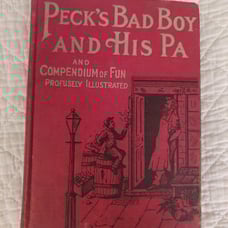 PECK'S BAD BOY
AND HIS PA
AND
COMPENDIUM OF FUN
PROFUSELY ILLUSTRATED